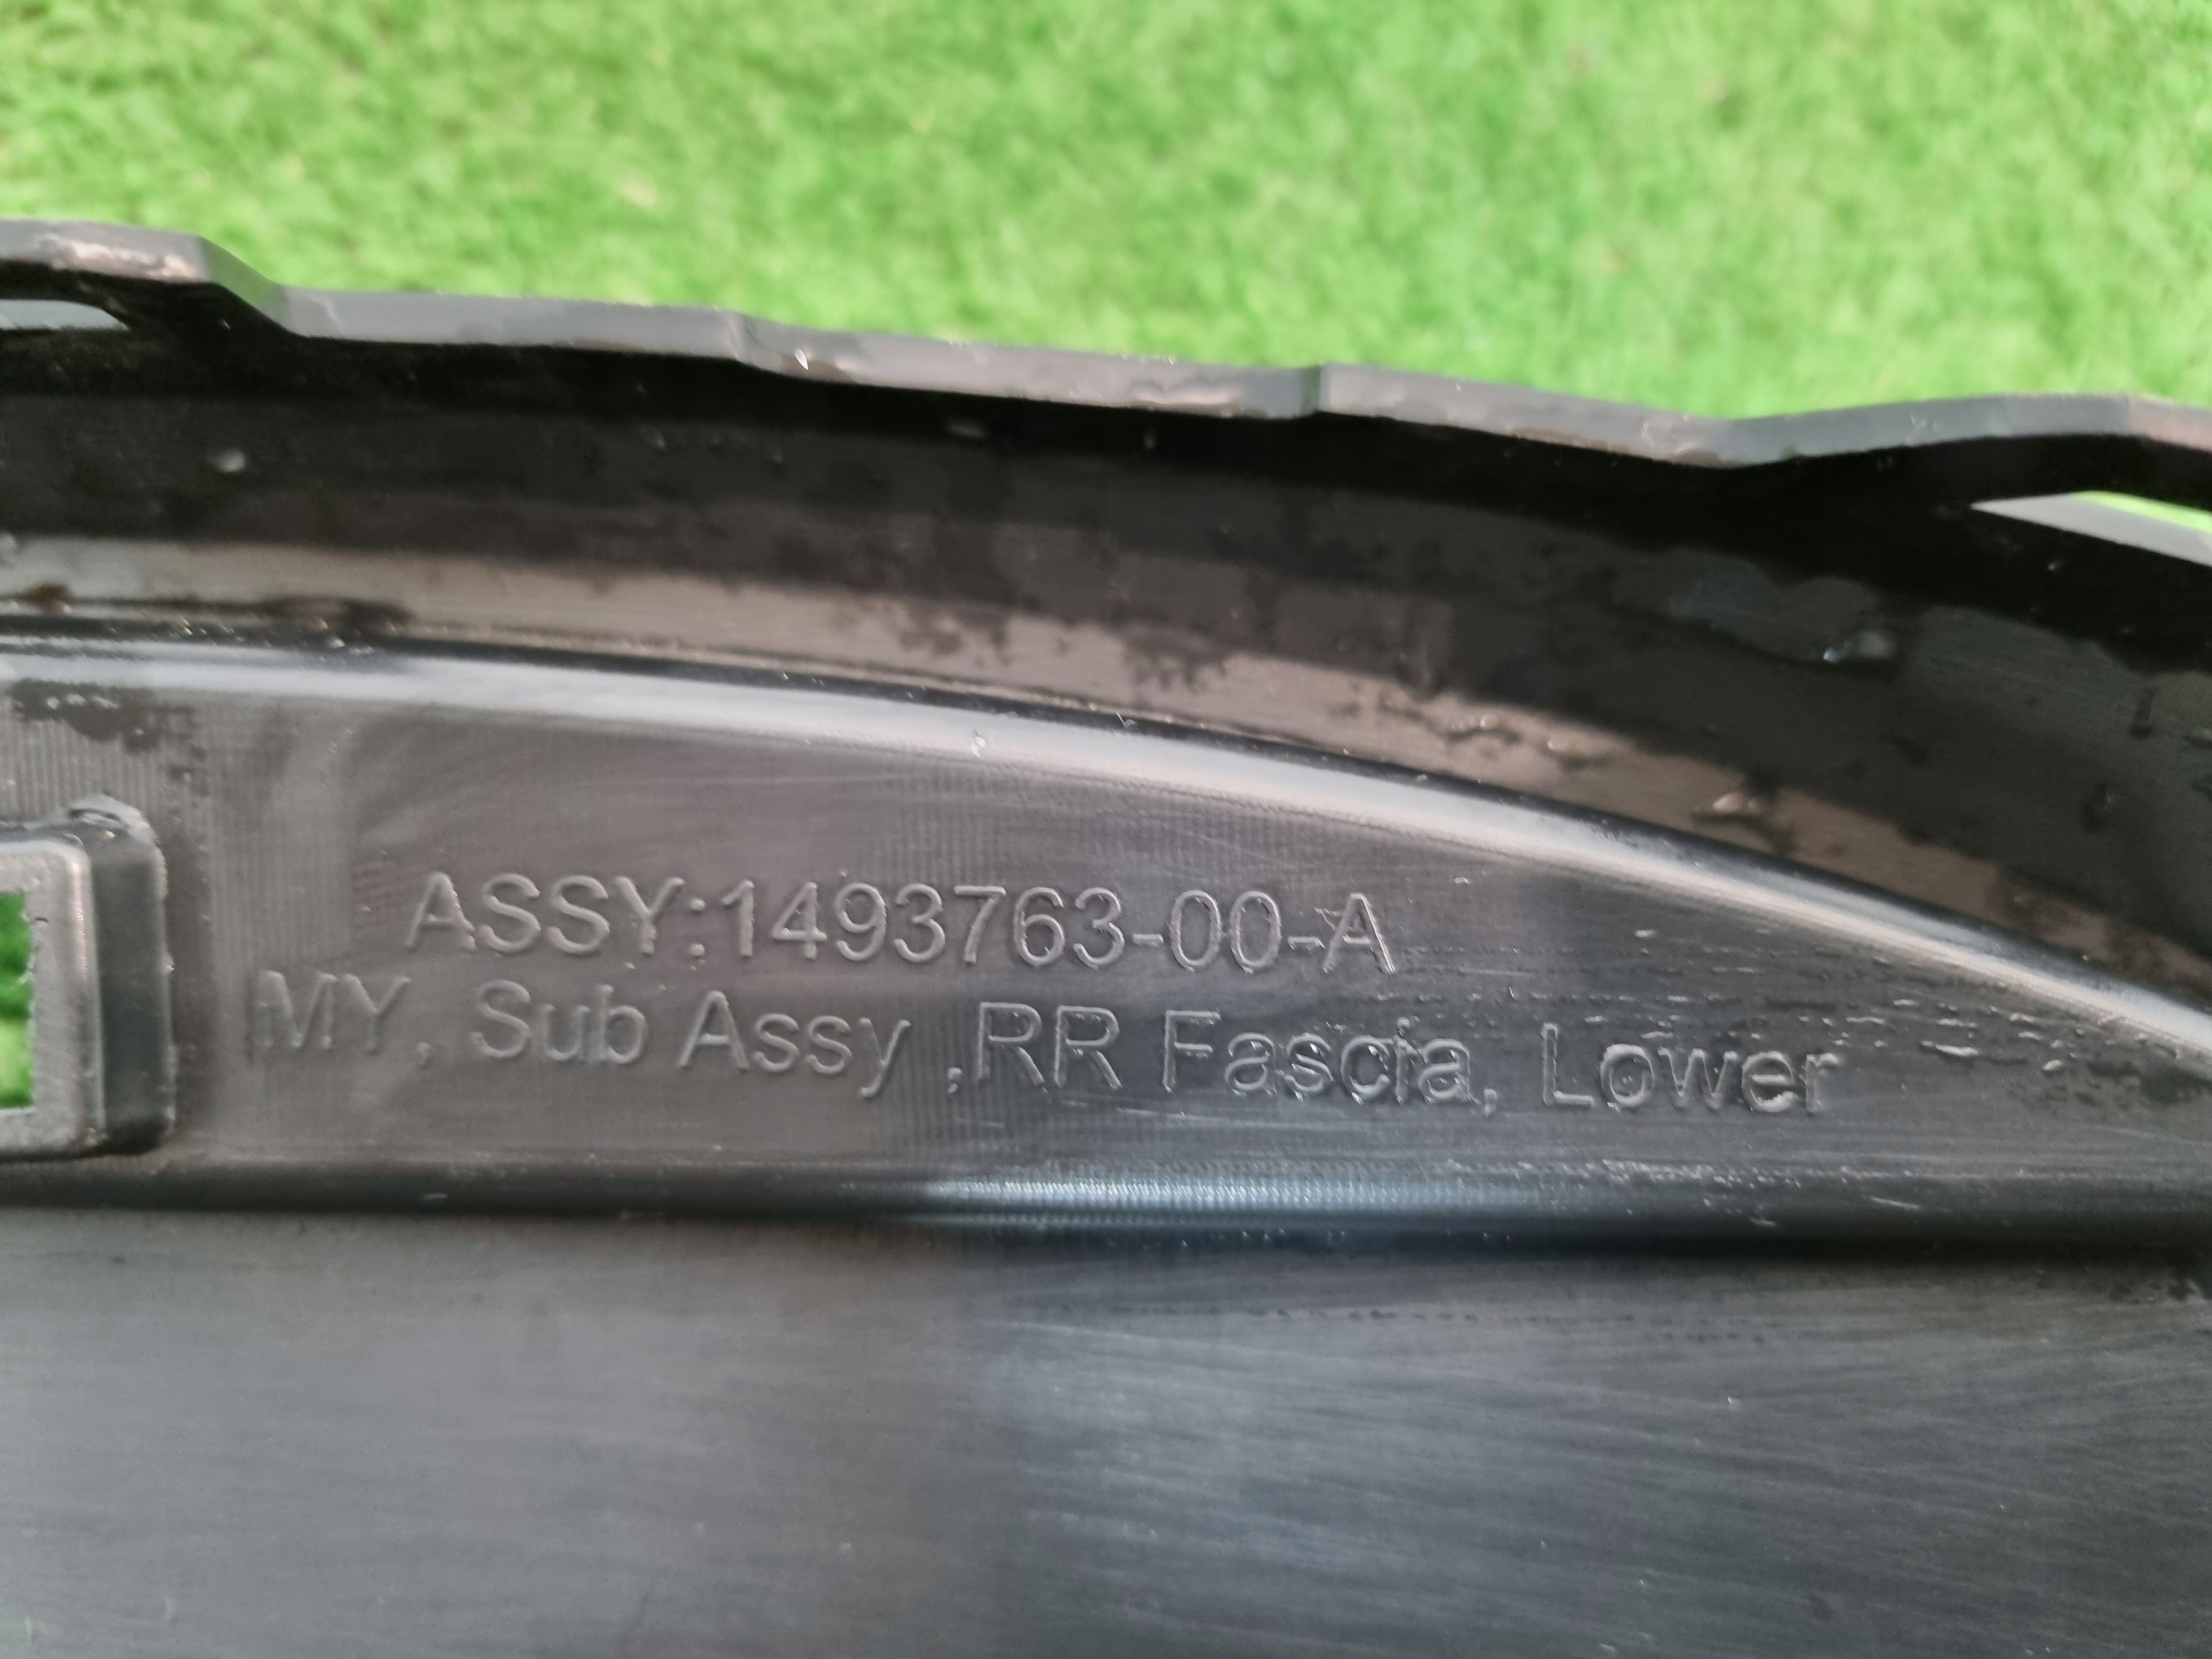 ASSY:1493763-00-A
MY, Sub Assy ,RR Fascia, Lower